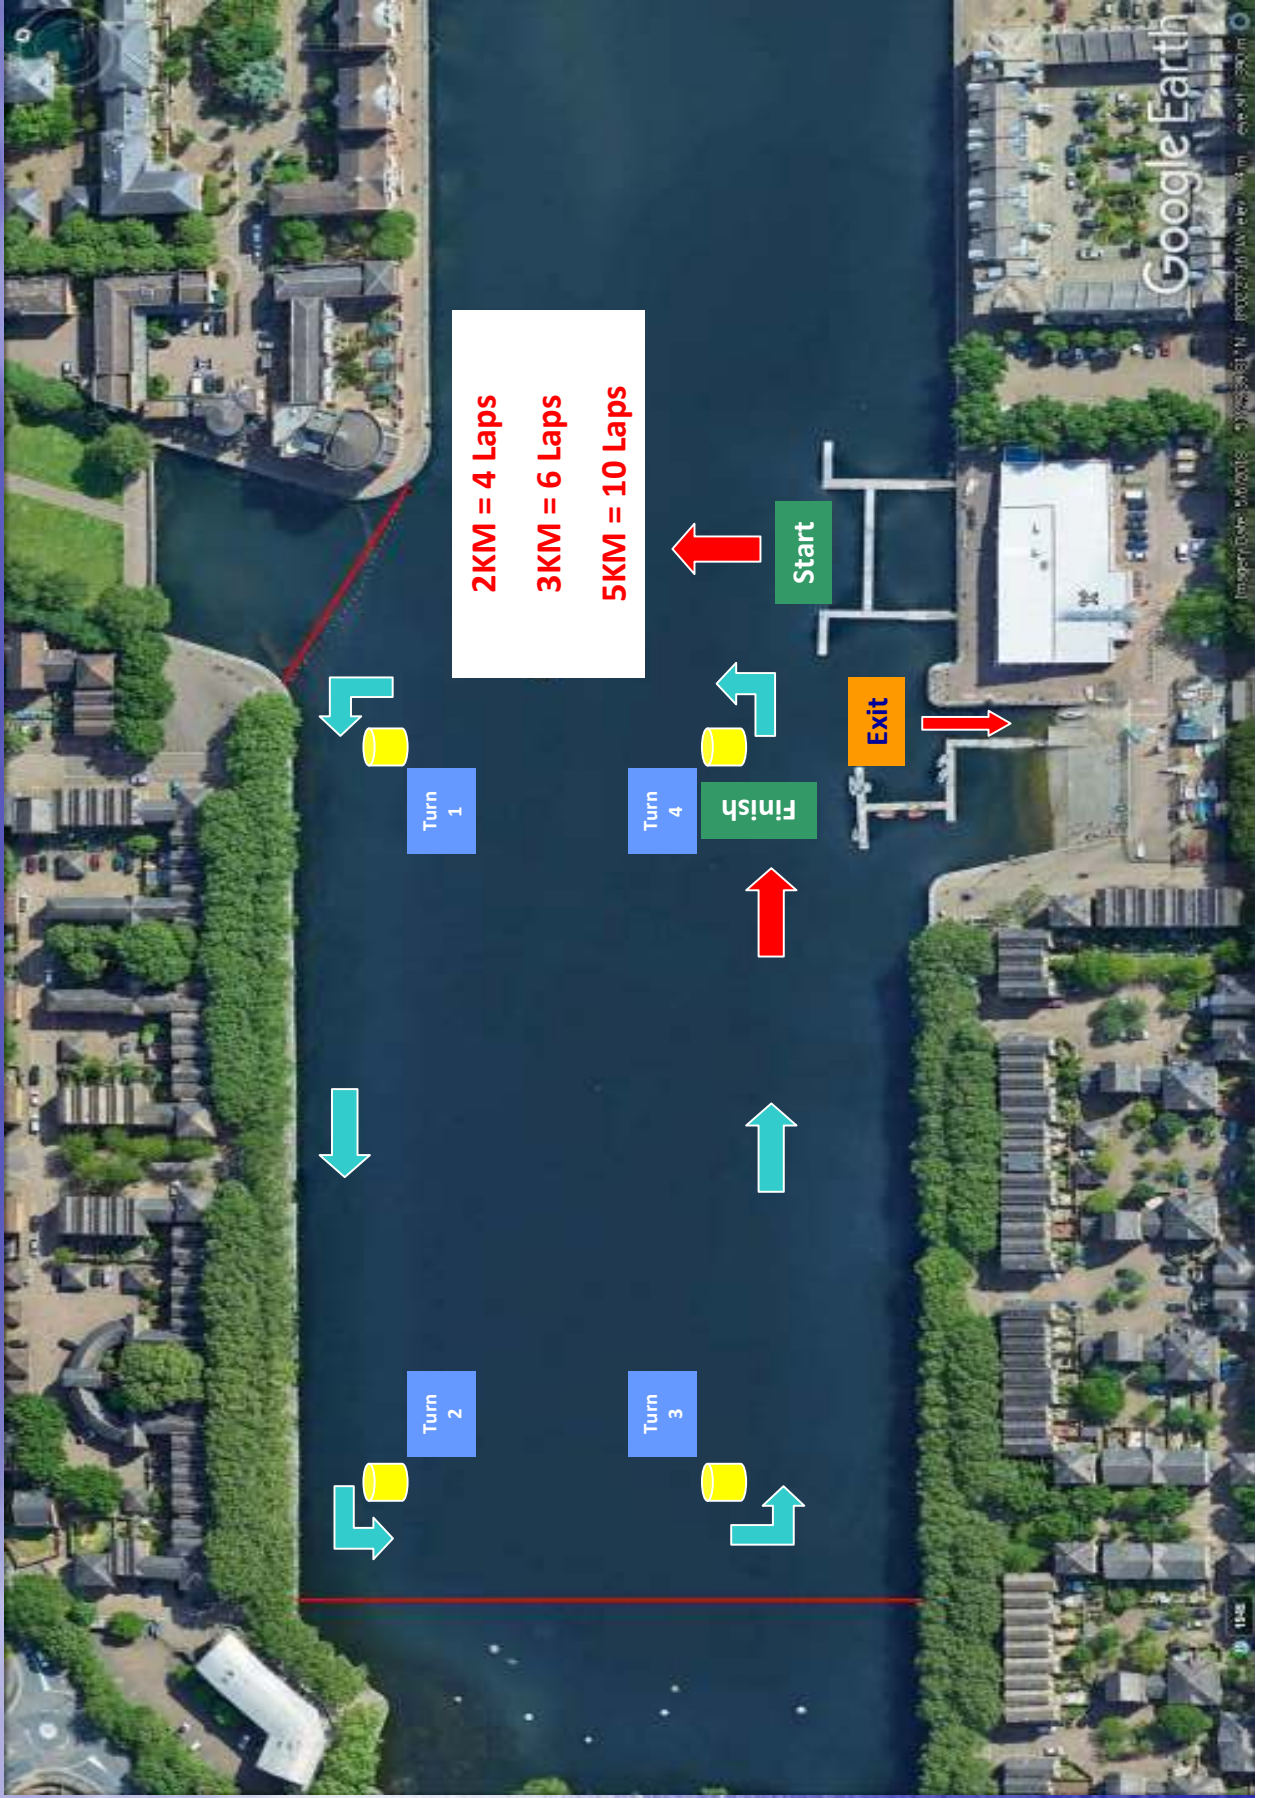 2KM = 4 Laps
3KM = 6 Laps
5KM = 10 Laps
Start
Exit
Finish
Turn
1
Turn
4
Turn
2
Turn
3
Google Earth